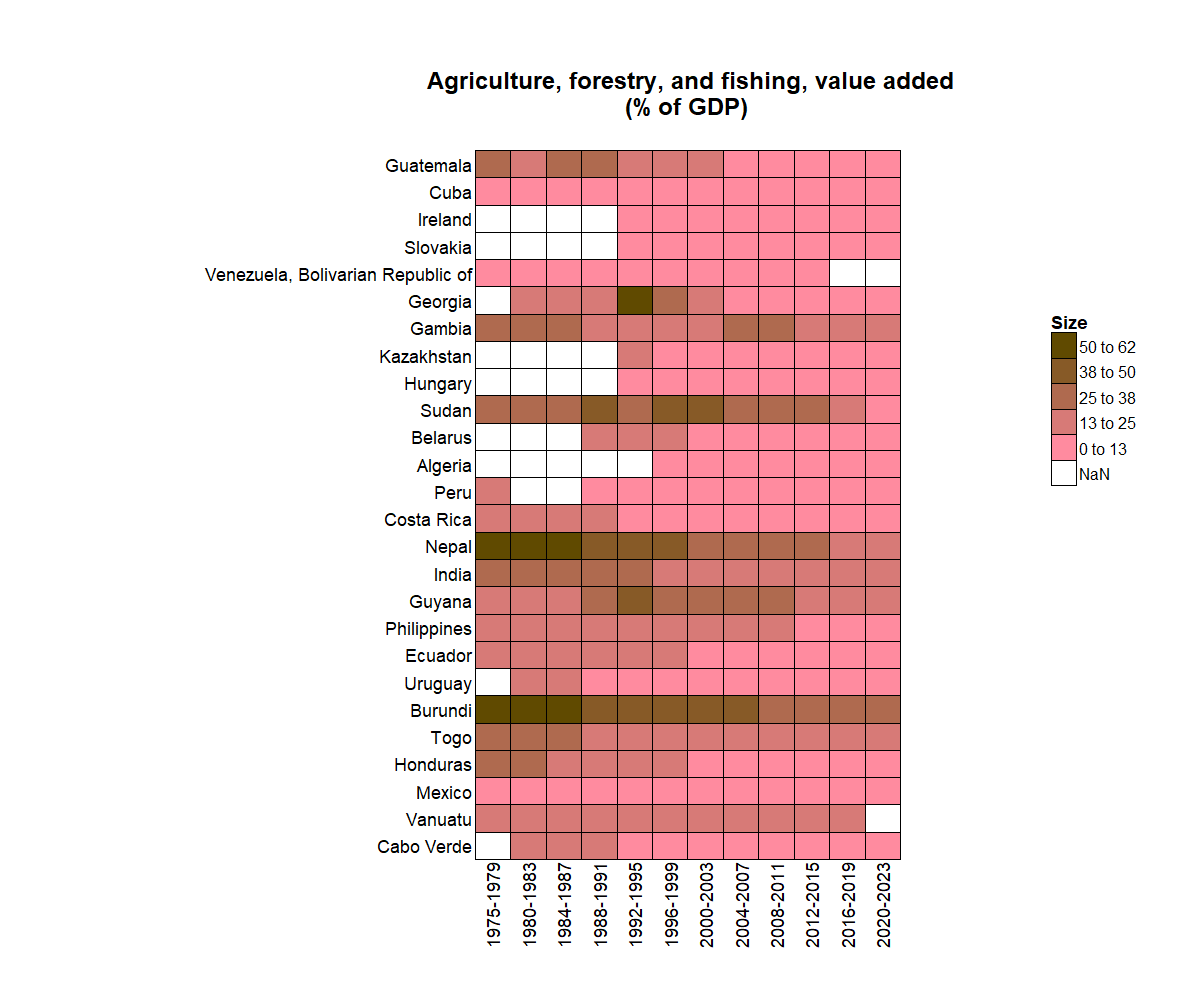 Agriculture, forestry, and fishing, value added
(% of GDP)
Guatemala
Cuba
Ireland
Slovakia
Venezuela, Bolivarian Republic of
Georgia
Gambia
Kazakhstan
Hungary
Sudan
Belarus
Algeria
Peru
Costa Rica
Nepal
India
Guyana
Philippines
Ecuador
Uruguay
Burundi
Togo
Honduras
Mexico
Vanuatu
Cabo Verde
1975-1979
1980-1983
1984-1987
1988-1991
1992-1995
1996-1999
2000-2003
2004-2007
2008-2011
2012-2015
2016-2019
2020-2023
Size
50 to 62
38 to 50
25 to 38
13 to 25
0 to 13
NaN